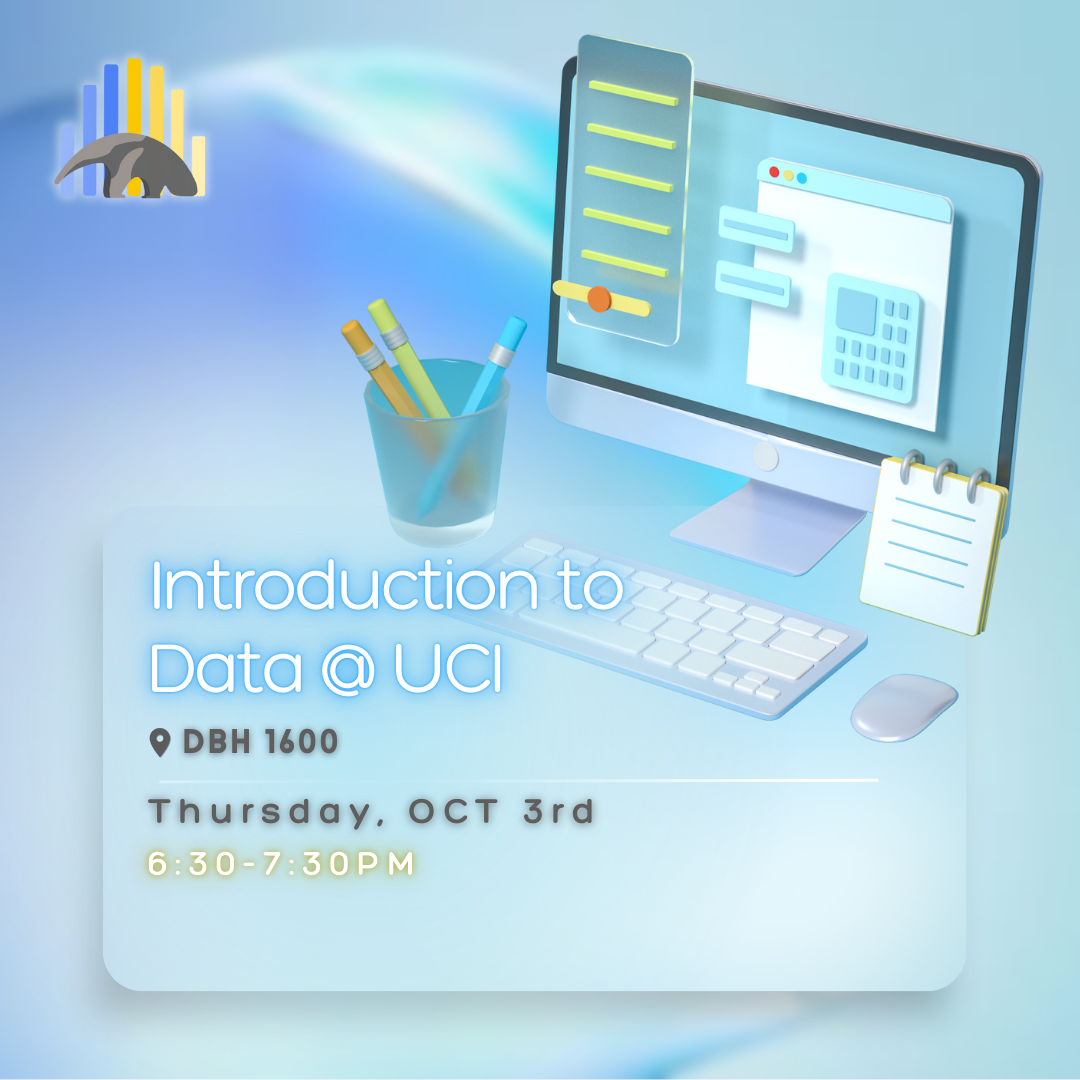 Introduction to
Data @ UCI
DBH 1600
Thursday, OCT 3rd
6:30-7:30PM